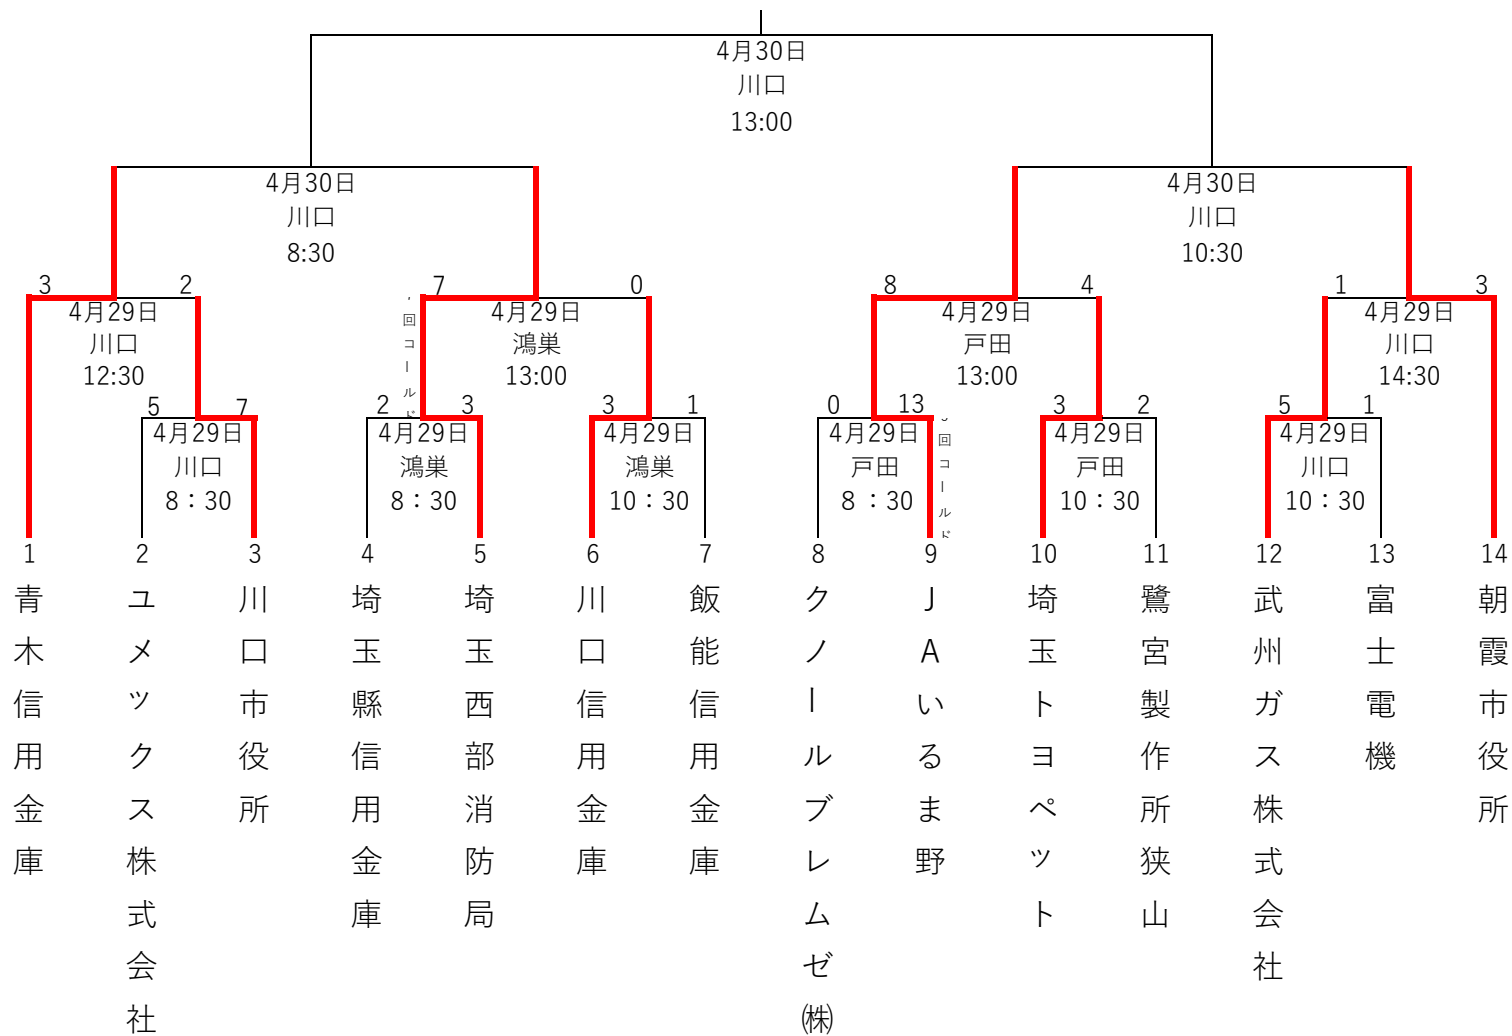 4月30日
川口
13:00
4月30日
川口
8:30
4月30日
川口
10:30
3 2 7 0 8 4 1 3
4月29日
川口
12:30
回コールド
4月29日
鴻巣
13:00
4月29日
戸田
13:00
4月29日
川口
14:30
5 7 2 3 3 1 0 13 3 2 5 1
4月29日
川口
8：30
4月29日
鴻巣
8：30
4月29日
鴻巣
10：30
4月29日
戸田
8：30
回コールド
4月29日
戸田
10：30
4月29日
川口
10：30
1 2 3 4 5 6 7 8 9 10 11 12 13 14
青木信用金庫
ユメックス株式会社
川口市役所
埼玉縣信用金庫
埼玉西部消防局
川口信用金庫
飯能信用金庫
クノールブレムゼ㈱
JAいるま野
埼玉トヨペット
鷺宮製作所狭山
武州ガス株式会社
富士電機
朝霞市役所